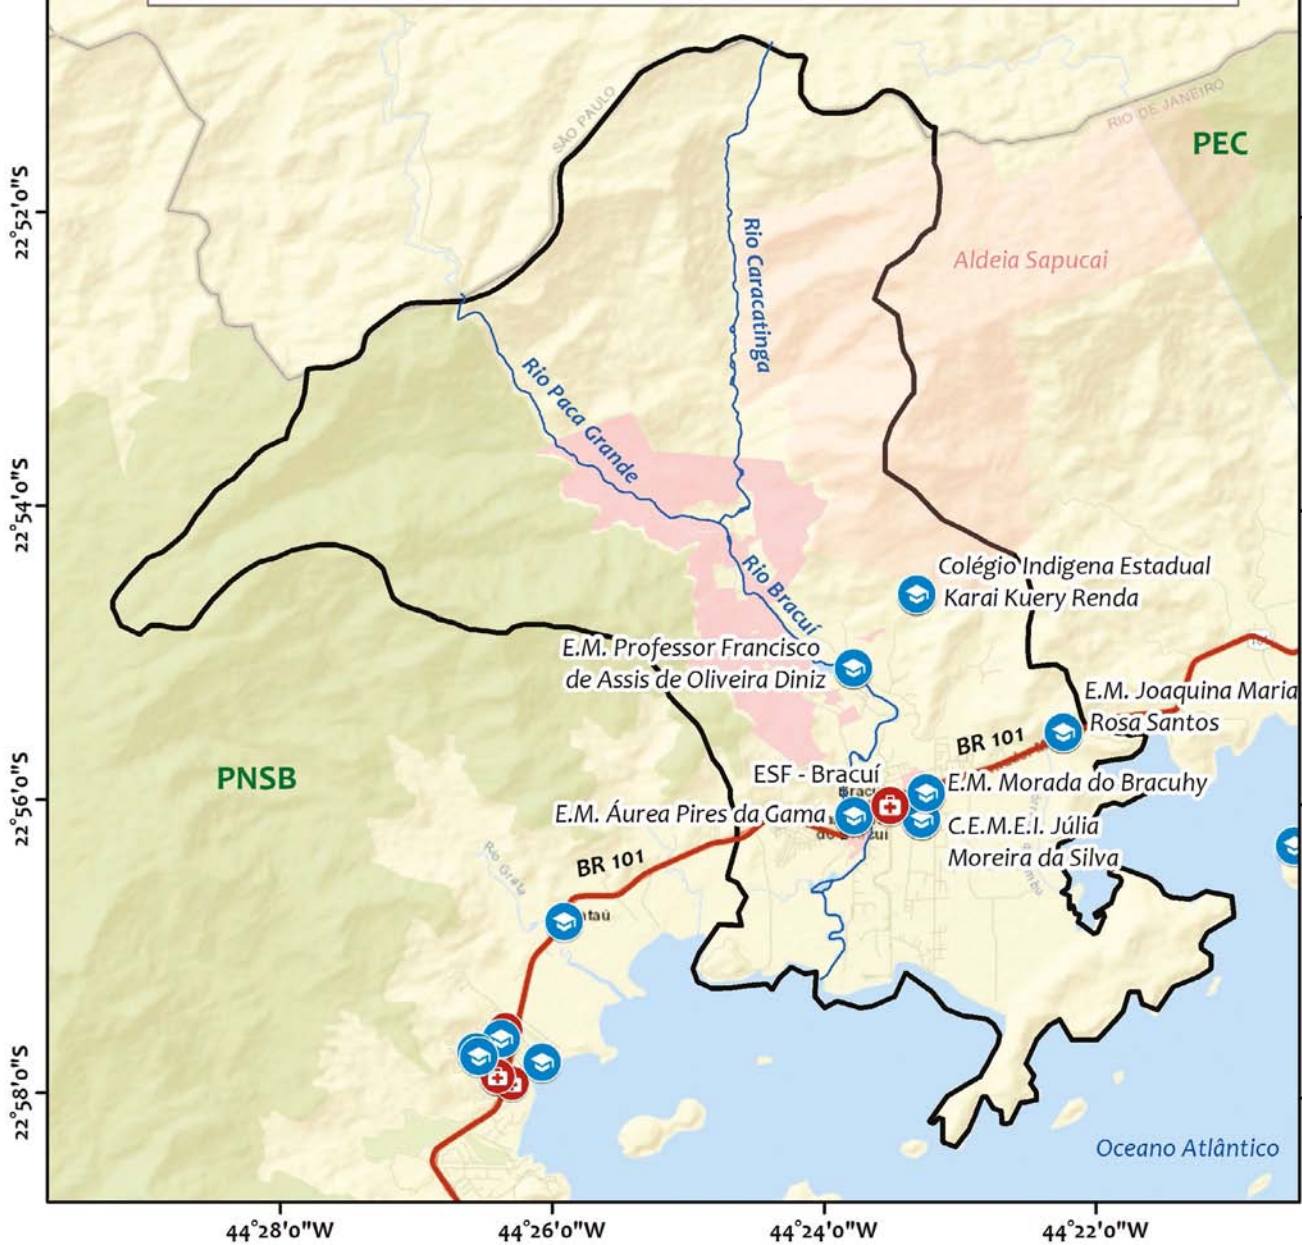 SÃO PAULO
RIO DE JANEIRO
PEC
22°52'0"S
Rio Caracatinga
Aldeia Sapucai
Rio Paca Grande
22°54'0"S
Rio Bracuí
Colégio Indigena Estadual
Karai Kuery Renda
E.M. Professor Francisco
de Assis de Oliveira Diniz
E.M. Joaquina Maria
Rosa Santos
BR 101
PNSB
ESF - Bracuí
E.M. Morada do Bracuhy
22°56'0"S
E.M. Áurea Pires da Gama
C.E.M.E.I. Júlia
Moreira da Silva
BR 101
Rio Grataú
taú
22°58'0"S
Oceano Atlântico
44°28'0"W
44°26'0"W
44°24'0"W
44°22'0"W